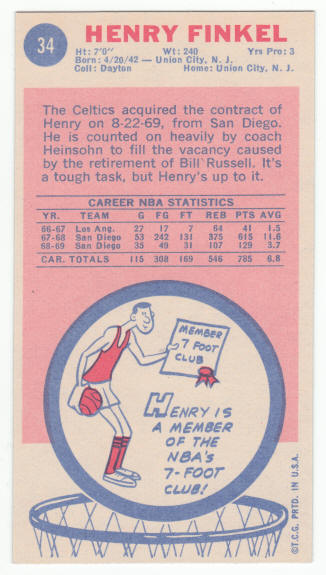 34
HENRY FINKEL
Ht: 7'0" Wt: 240 Yrs Pro: 3
Born: 4/20/42 — Union City, N. J.
Coll: Dayton Home: Union City, N. J.
The Celtics acquired the contract of
Henry on 8-22-69, from San Diego.
He is counted on heavily by coach
Heinsohn to fill the vacancy caused
by the retirement of Bill Russell. It's
a tough task, but Henry's up to it.
CAREER NBA STATISTICS
YR. TEAM G FG FT REB PTS AVG
66-67 Los Ang. 27 17 7 64 41 1.5
67-68 San Diego 53 242 131 375 615 11.6
68-69 San Diego 35 49 31 107 129 3.7
CAR. TOTALS 115 308 169 546 785 6.8
MEMBER
7 FOOT
CLUB
HENRY IS
A MEMBER
OF THE
NBA'S
7-FOOT
CLUB!
©T.C.G. PRTD. IN U.S.A.